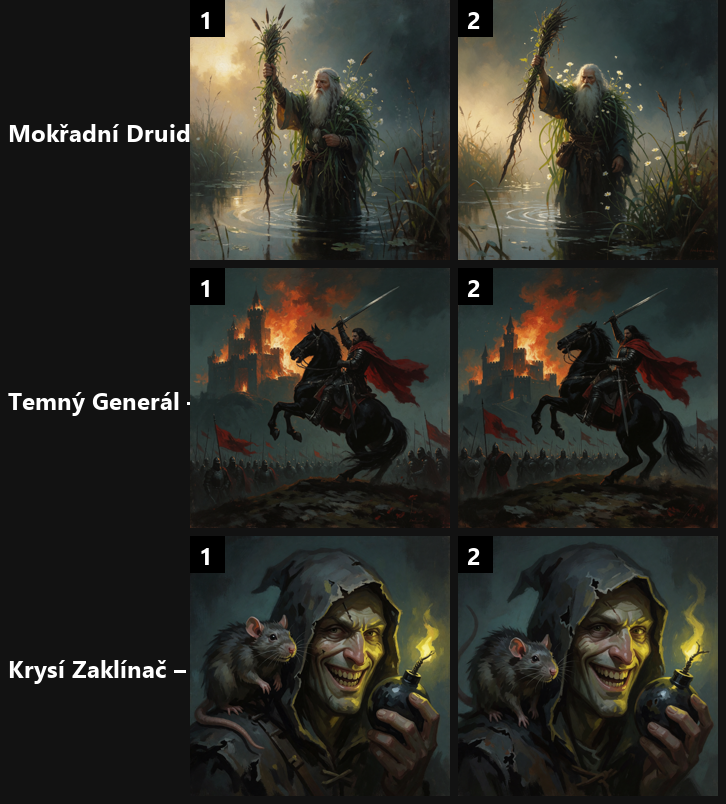 1 2
Mokřadní Druid
1 2
Temný Generál -
1 2
Krysí Zaklínač –